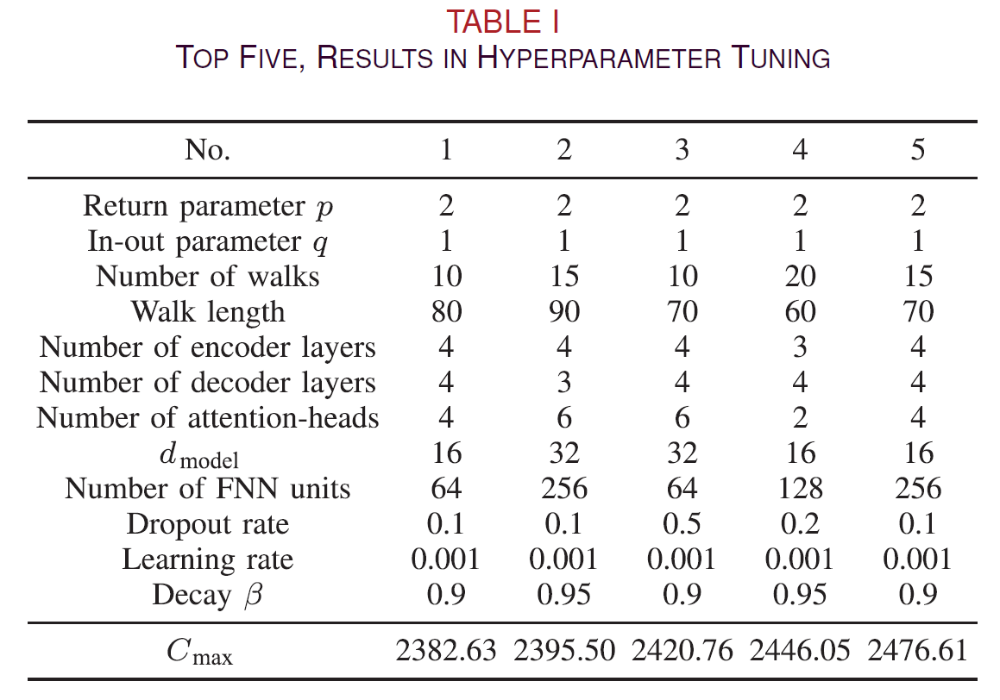 TABLE I
TOP FIVE, RESULTS IN HYPERPARAMETER TUNING
No. 1 2 3 4 5
Return parameter p 2 2 2 2 2
In-out parameter q 1 1 1 1 1
Number of walks 10 15 10 20 15
Walk length 80 90 70 60 70
Number of encoder layers 4 4 4 3 4
Number of decoder layers 4 3 4 4 4
Number of attention-heads 4 6 6 2 4
d model 16 32 32 16 16
Number of FNN units 64 256 64 128 256
Dropout rate 0.1 0.1 0.5 0.2 0.1
Learning rate 0.001 0.001 0.001 0.001 0.001
Decay β 0.9 0.95 0.9 0.95 0.9
C max 2382.63 2395.50 2420.76 2446.05 2476.61